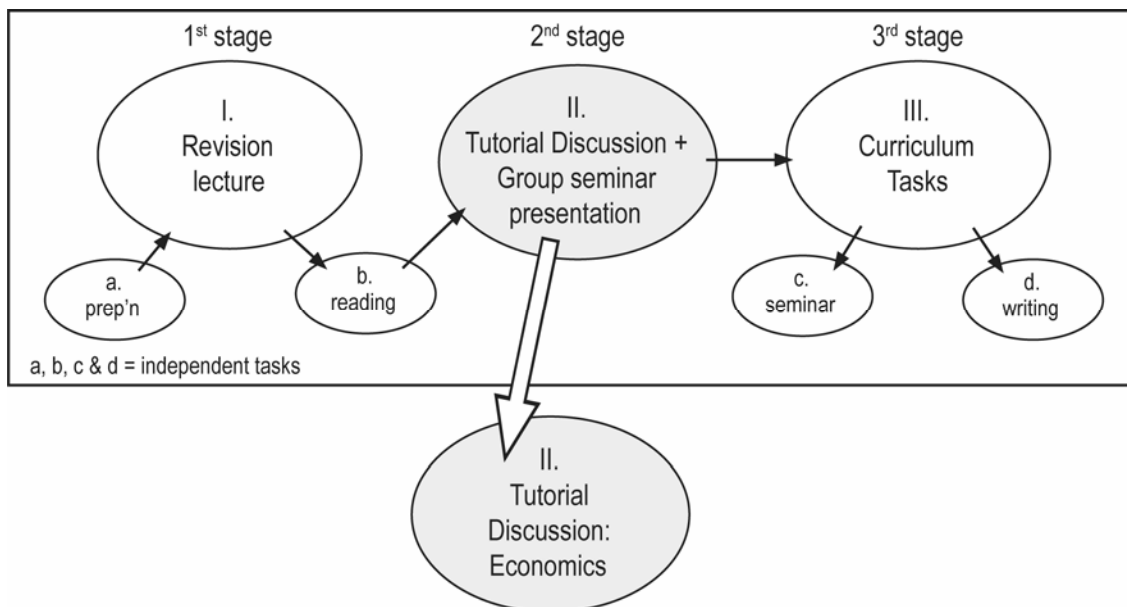 1st stage
2nd stage
3rd stage
I.
Revision
lecture
II.
Tutorial Discussion +
Group seminar
presentation
III.
Curriculum
Tasks
a.
prep’n
b.
reading
c.
seminar
d.
writing
a, b, c & d = independent tasks
II.
Tutorial
Discussion:
Economics